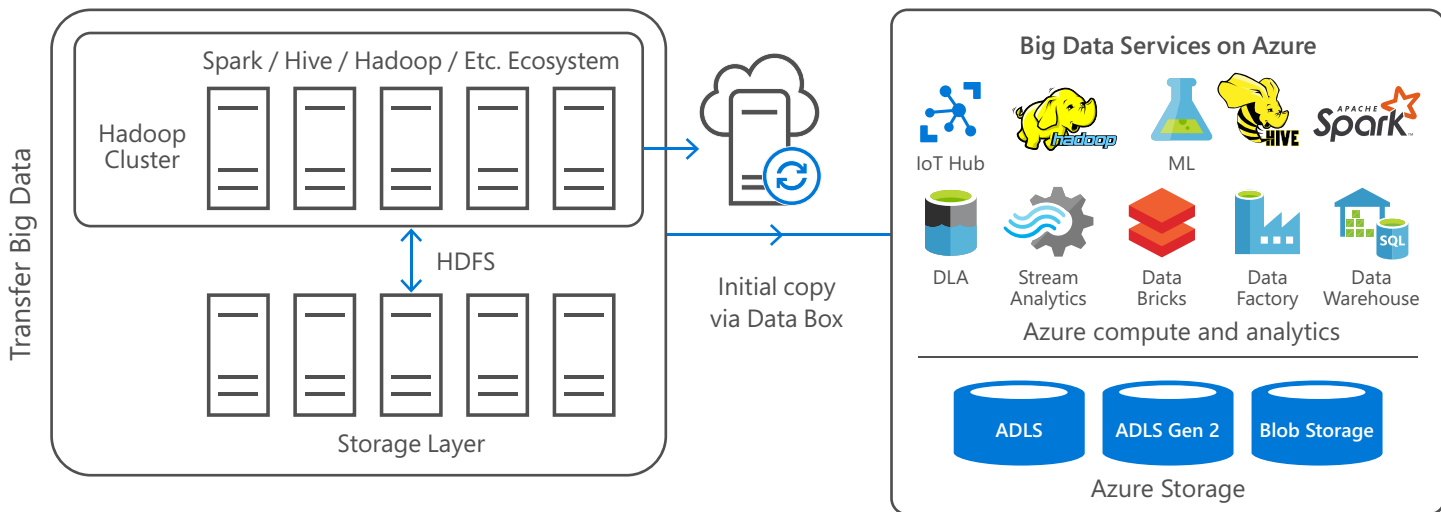 Transfer Big Data
Spark / Hive / Hadoop / Etc. Ecosystem
Hadoop
Cluster
HDFS
Storage Layer
Initial copy
via Data Box
Big Data Services on Azure
IoT Hub
hadoop
ML
HIVE
APACHE
Spark™
DLA
Stream
Analytics
Data
Bricks
Data
Factory
SQL
Data
Warehouse
Azure compute and analytics
ADLS
ADLS Gen 2
Blob Storage
Azure Storage